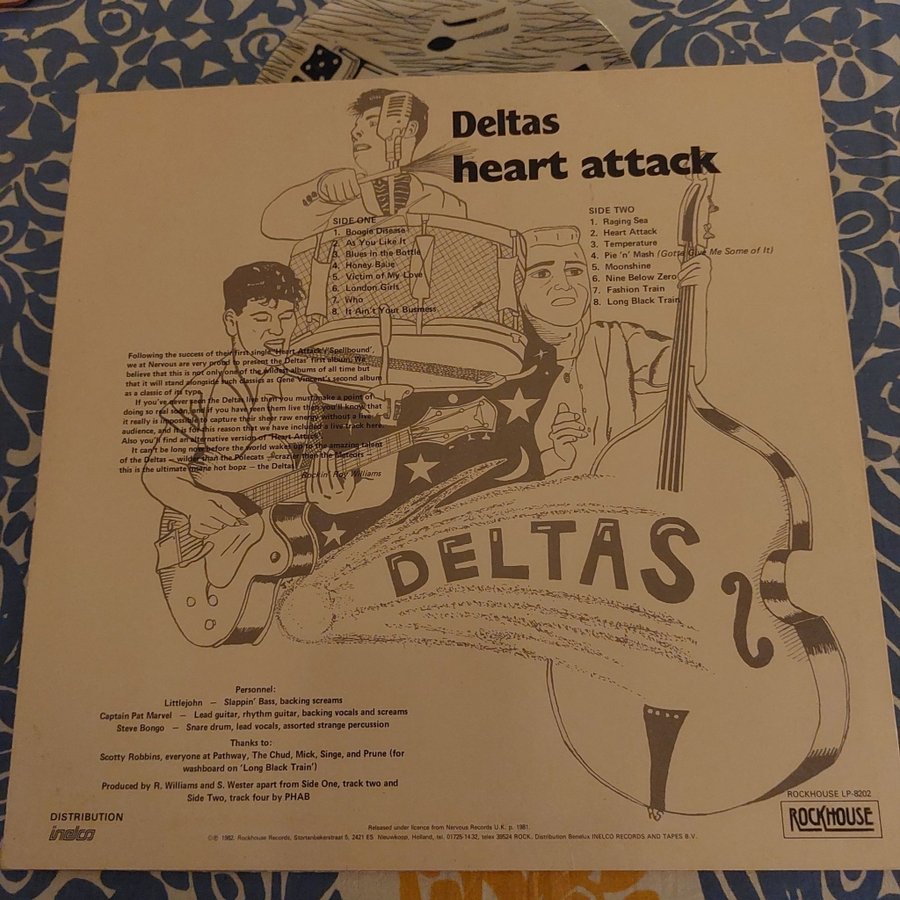 Deltas
heart attack
SIDE ONE
1. Boogie Disease
2. As You Like It
3. Blues in the Bottle
4. Honey Baue
5. Victim of My Love
6. London Girls
7. Who
8. It Ain't Your Business
SIDE TWO
1. Raging Sea
2. Heart Attack
3. Temperature
4. Pie 'n' Mash (Gotta Give Me Some of It)
5. Moonshine
6. Nine Below Zero
7. Fashion Train
8. Long Black Train
Following the success of their first single 'Heart Attack'/'Spellbound',
we at Nervous are very proud to present the Deltas' first album. We
believe that this is not only one of the wildest albums of all time but
that it will stand alongside such classics as Gene Vincent's second album
as a classic of its type.
If you've never seen the Deltas live then you must make a point of
doing so real soon, and if you have seen them live then you'll know that
it really is impossible to capture their sheer raw energy without a live
audience, and it is for this reason that we have included a live track here.
Also you'll find an alternative version of 'Heart Attack'.
It can't be long now before the world wakes up to the amazing talent
of the Deltas — wilder than the Polecats — crazier than the Meteors —
this is the ultimate insane hot bopz — the Deltas!
Rockin' Roy Williams
DELTAS
Personnel:
Littlejohn — Slappin' Bass, backing screams
Captain Pat Marvel — Lead guitar, rhythm guitar, backing vocals and screams
Steve Bongo — Snare drum, lead vocals, assorted strange percussion
Thanks to:
Scotty Robbins, everyone at Pathway, The Chud, Mick, Singe, and Prune (for
washboard on 'Long Black Train')
Produced by R. Williams and S. Wester apart from Side One, track two and
Side Two, track four by PHAB
DISTRIBUTION
inelco
ROCKHOUSE LP-8202
ROCKHOUSE
Released under licence from Nervous Records U.K. p. 1981.
©℗ 1982. Rockhouse Records, Startanbekerstraat 5, 2421 ES Nieuwkoop, Holland, tel. 01725-14 32, telex 39524 ROCK. Distribution Benelux INELCO RECORDS AND TAPES B.V.